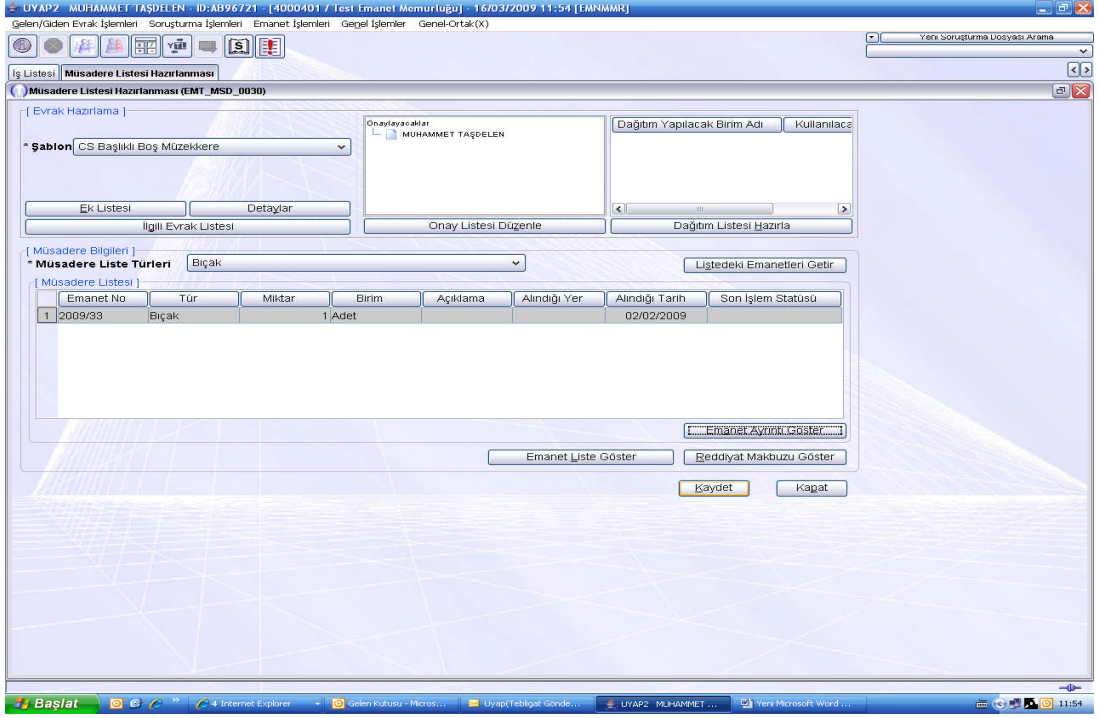 UYAP2 MUHAMMET TAŞDELEN - ID:AB96721 - [4000401 / Test Emanet Memurluğu] - 16/03/2009 11:54 [EMNMMR]
Gelen/Giden Evrak İşlemleri Soruşturma İşlemleri Emanet İşlemleri Genel İşlemler Genel-Ortak(X)
Yeni Soruşturma Dosyası Arama
İş Listesi Müsadere Listesi Hazırlanması
Müsadere Listesi Hazırlanması (EMT_MSD_0030)
[ Evrak Hazırlama ]
Onaylayacaklar
MUHAMMET TAŞDELEN
Dağıtım Yapılacak Birim Adı Kullanılaca
* Şablon CS Başlıklı Boş Müzekkere
Ek Listesi Detaylar
İlgili Evrak Listesi Onay Listesi Düzenle Dağıtım Listesi Hazırla
[ Müsadere Bilgileri ]
* Müsadere Liste Türleri Bıçak Listedeki Emanetleri Getir
[ Müsadere Listesi ]
Emanet No Tür Miktar Birim Açıklama Alındığı Yer Alındığı Tarih Son İşlem Statüsü
1 2009/33 Bıçak 1 Adet 02/02/2009
Emanet Ayrıntı Göster
Emanet Liste Göster Reddiyat Makbuzu Göster
Kaydet Kapat
Başlat 4 Internet Explorer Gelen Kutusu - Micros... Uyap(Tebligat Gönde... UYAP2 MUHAMMET ... Yeni Microsoft Word ... 11:54